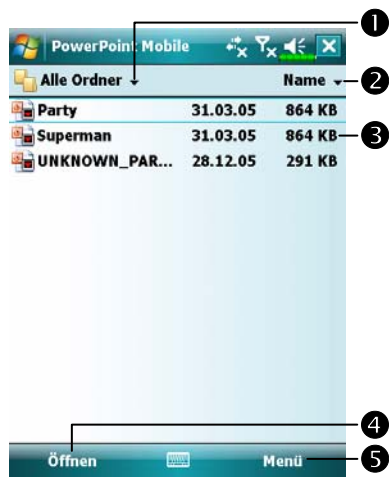 1
PowerPoint Mobile
Alle Ordner Name
2
Party 31.03.05 864 KB
Superman 31.03.05 864 KB
3
UNKNOWN_PAR... 28.12.05 291 KB
4
Öffnen Menü
5